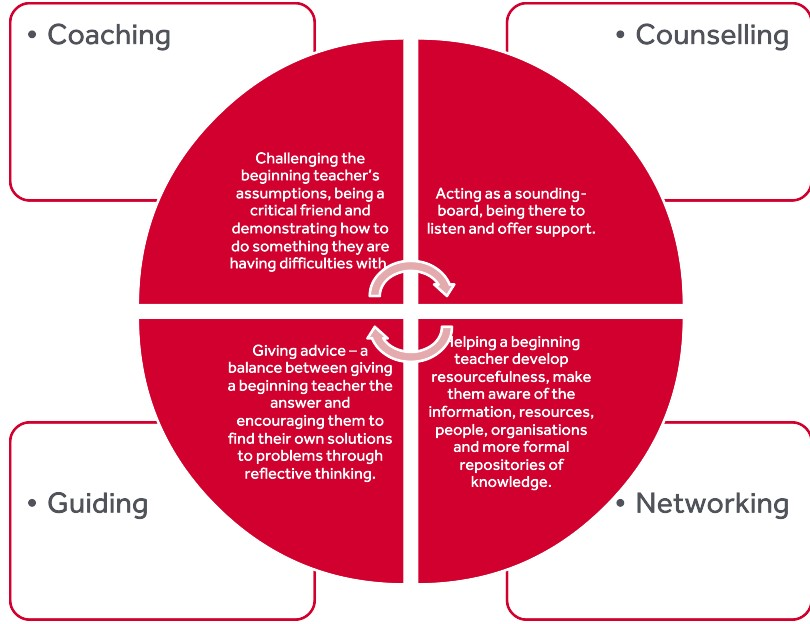 • Coaching
Challenging the
beginning teacher's
assumptions, being a
critical friend and
demonstrating how to
do something they are
having difficulties with.
• Counselling
Acting as a sounding-
board, being there to
listen and offer support.
• Guiding
Giving advice – a
balance between giving
a beginning teacher the
answer and
encouraging them to
find their own solutions
to problems through
reflective thinking.
• Networking
Helping a beginning
teacher develop
resourcefulness, make
them aware of the
information, resources,
people, organisations
and more formal
repositories of
knowledge.